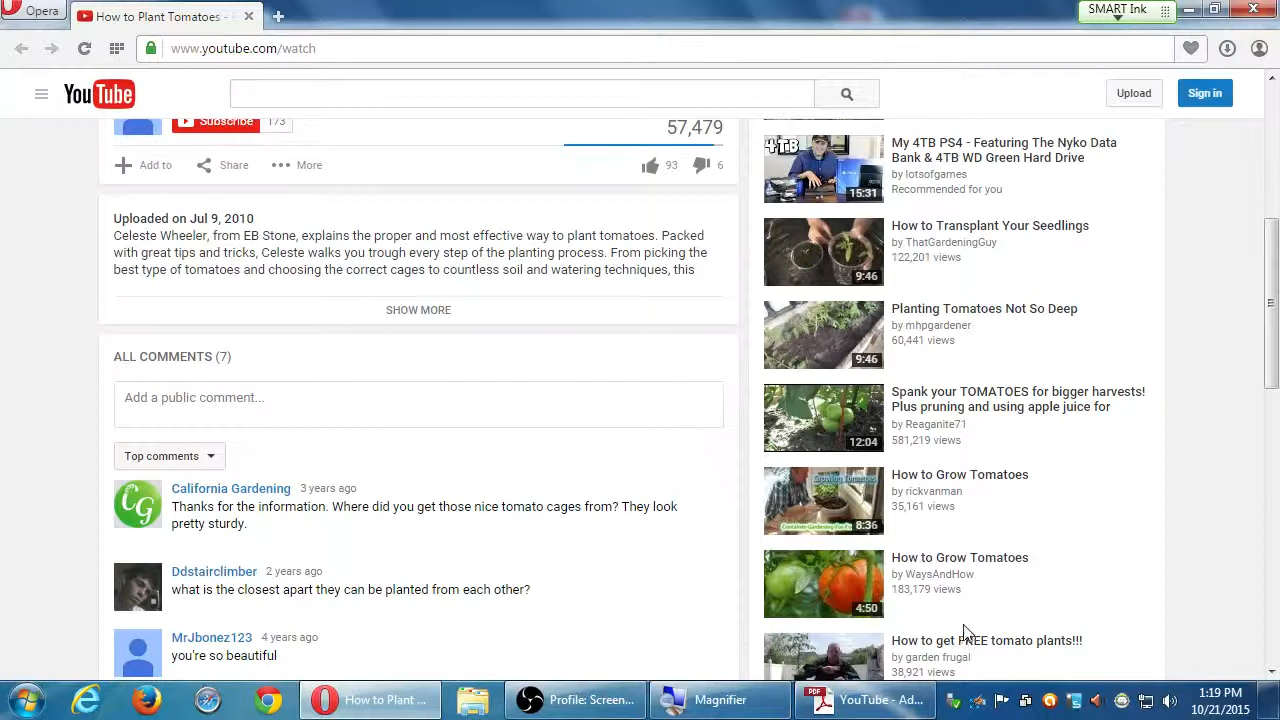 Opera
How to Plant Tomatoes -
SMART Ink
www.youtube.com/watch
YouTube
Upload
Sign in
Subscribe
173
57,479
Add to
Share
More
93
6
Uploaded on Jul 9, 2010
Celeste Wheeler, from EB Stone, explains the proper and most effective way to plant tomatoes. Packed
with great tips and tricks, Celeste walks you trough every step of the planting process. From picking the
best type of tomatoes and choosing the correct cages to countless soil and watering techniques, this
SHOW MORE
ALL COMMENTS (7)
Add a public comment...
Top comments
CG
California Gardening 3 years ago
Thanks for the information. Where did you get these nice tomato cages from? They look
pretty sturdy.
Ddstairclimber 2 years ago
what is the closest apart they can be planted from each other?
MrJbonez123 4 years ago
you're so beautiful.
4TB
15:31
My 4TB PS4 - Featuring The Nyko Data
Bank & 4TB WD Green Hard Drive
by lotsofgames
Recommended for you
9:46
How to Transplant Your Seedlings
by ThatGardeningGuy
122,201 views
9:46
Planting Tomatoes Not So Deep
by mhpgardener
60,441 views
12:04
Spank your TOMATOES for bigger harvests!
Plus pruning and using apple juice for
by Reaganite71
581,219 views
Growing Tomatoes
8:36
How to Grow Tomatoes
by rickvanman
35,161 views
4:50
How to Grow Tomatoes
by WaysAndHow
183,179 views
How to get FREE tomato plants!!!
by garden frugal
38,921 views
How to Plant ...
Profile: Screen...
Magnifier
PDF
YouTube - Ad...
1:19 PM
10/21/2015